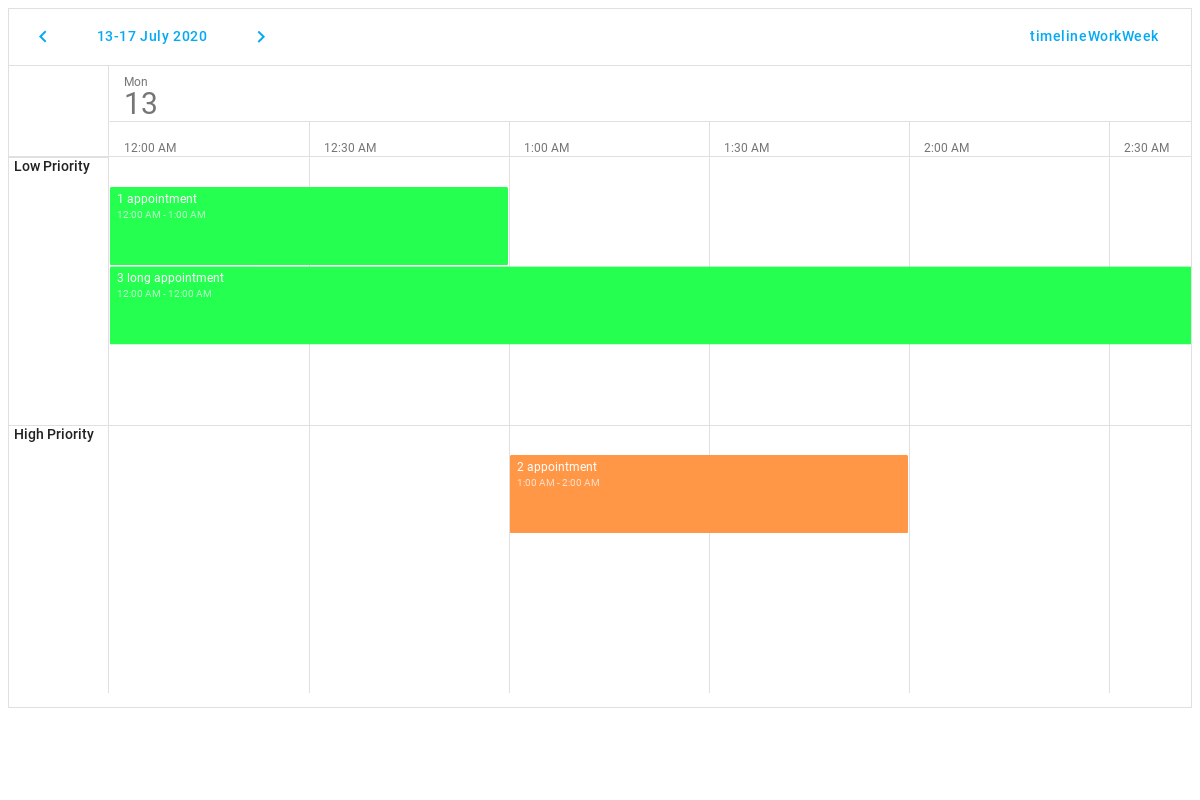 13-17 July 2020
timelineWorkWeek
Mon
13
12:00 AM
12:30 AM
1:00 AM
1:30 AM
2:00 AM
2:30 AM
Low Priority
1 appointment
12:00 AM - 1:00 AM
3 long appointment
12:00 AM - 12:00 AM
High Priority
2 appointment
1:00 AM - 2:00 AM